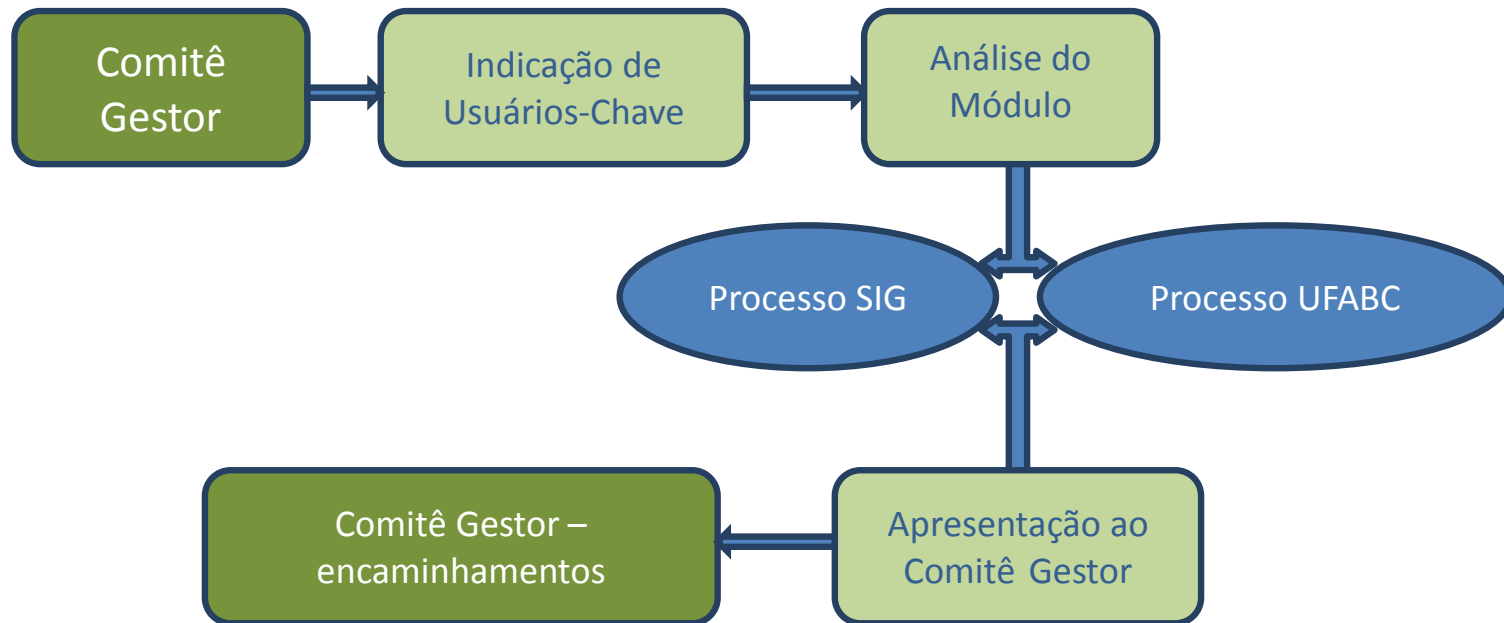 Comitê
Gestor
Indicação de
Usuários-Chave
Análise do
Módulo
Processo SIG
Processo UFABC
Comitê Gestor –
encaminhamentos
Apresentação ao
Comitê Gestor